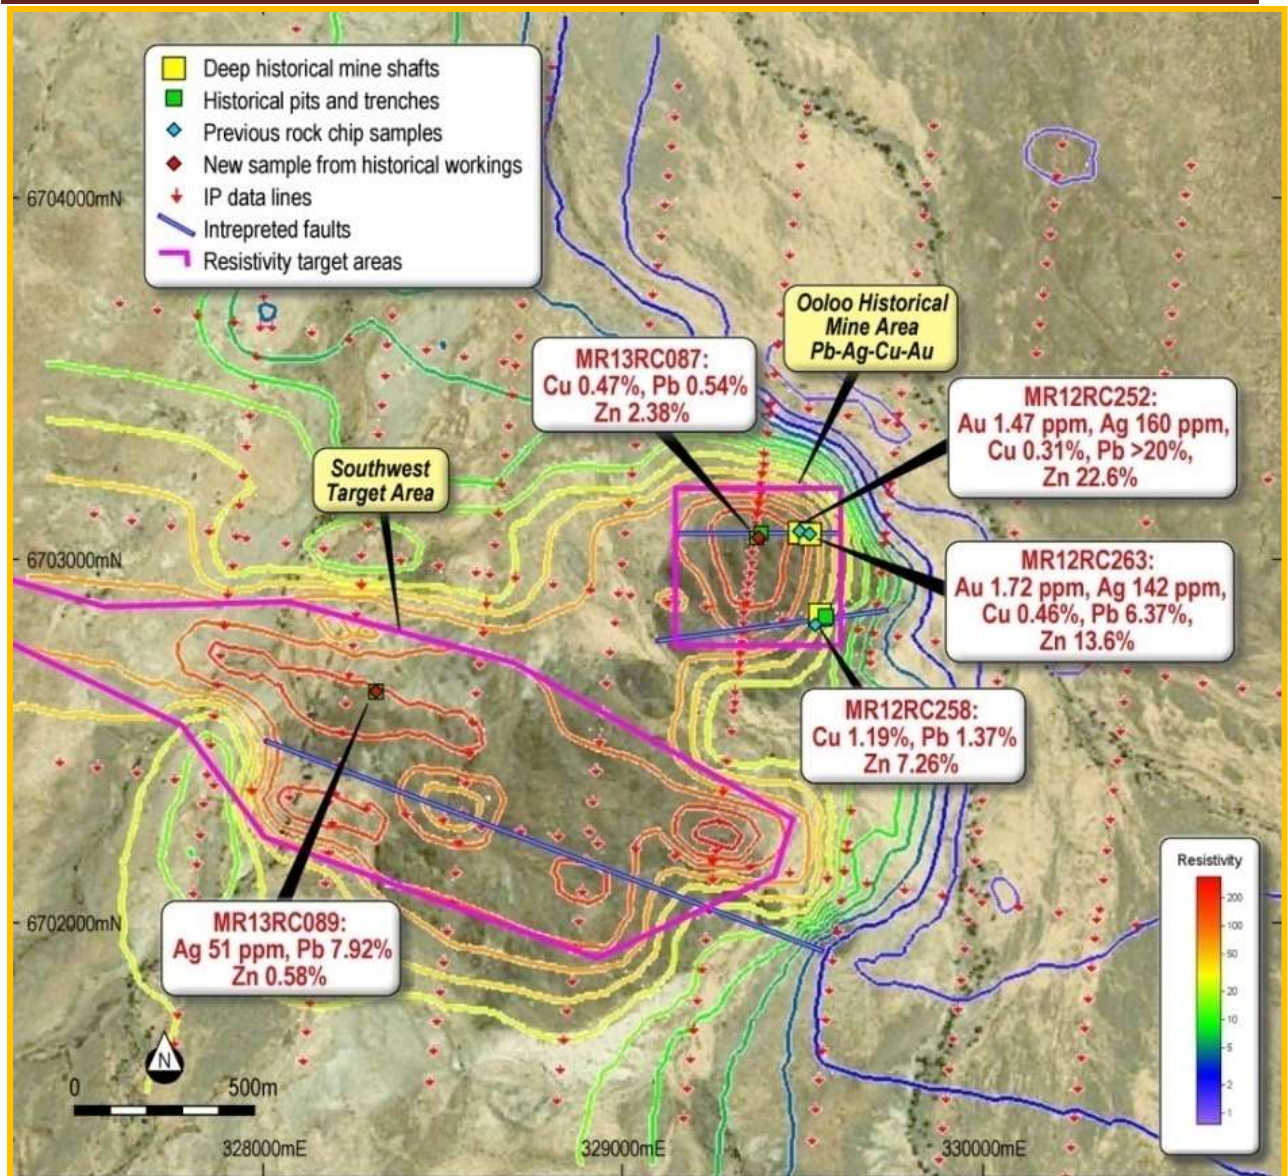 Deep historical mine shafts
Historical pits and trenches
Previous rock chip samples
New sample from historical workings
IP data lines
Intrepreted faults
Resistivity target areas
6704000mN
Ooloo Historical
Mine Area
Pb-Ag-Cu-Au
MR13RC087:
Cu 0.47%, Pb 0.54%
Zn 2.38%
MR12RC252:
Au 1.47 ppm, Ag 160 ppm,
Cu 0.31%, Pb >20%,
Zn 22.6%
Southwest
Target Area
6703000mN
MR12RC263:
Au 1.72 ppm, Ag 142 ppm,
Cu 0.46%, Pb 6.37%,
Zn 13.6%
MR12RC258:
Cu 1.19%, Pb 1.37%
Zn 7.26%
6702000mN
MR13RC089:
Ag 51 ppm, Pb 7.92%
Zn 0.58%
Resistivity
200
100
50
20
10
5
2
1
N
0 500m
328000mE 329000mE 330000mE